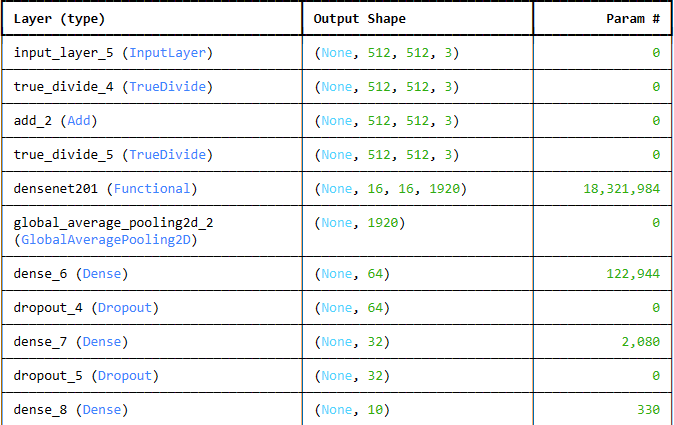 Layer (type) Output Shape Param #
input_layer_5 (InputLayer) (None, 512, 512, 3) 0
true_divide_4 (TrueDivide) (None, 512, 512, 3) 0
add_2 (Add) (None, 512, 512, 3) 0
true_divide_5 (TrueDivide) (None, 512, 512, 3) 0
densenet201 (Functional) (None, 16, 16, 1920) 18,321,984
global_average_pooling2d_2 (None, 1920) 0
(GlobalAveragePooling2D)
dense_6 (Dense) (None, 64) 122,944
dropout_4 (Dropout) (None, 64) 0
dense_7 (Dense) (None, 32) 2,080
dropout_5 (Dropout) (None, 32) 0
dense_8 (Dense) (None, 10) 330